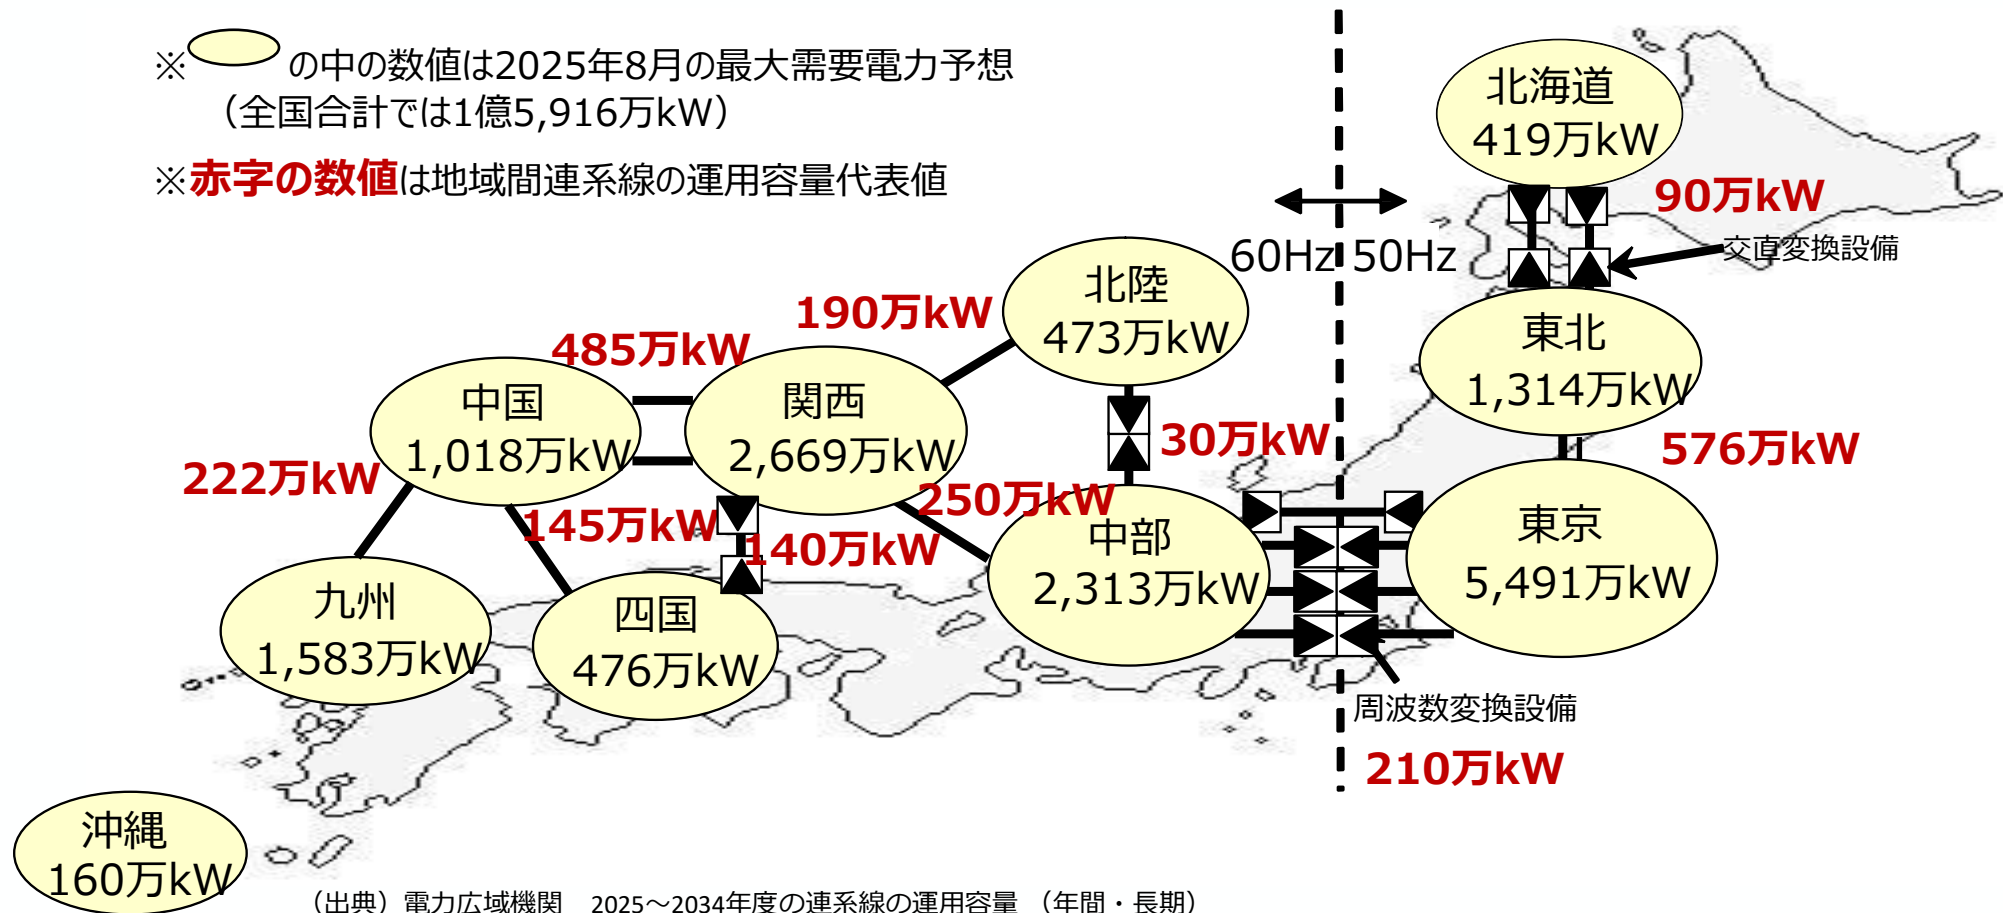 ※ の中の数値は2025年8月の最大需要電力予想
（全国合計では1億5,916万kW）
※赤字の数値は地域間連系線の運用容量代表値
北海道
419万kW
90万kW
交直変換設備
60Hz 50Hz
北陸
473万kW
190万kW
東北
1,314万kW
485万kW
中国
1,018万kW
関西
2,669万kW
30万kW
576万kW
222万kW
145万kW
140万kW
250万kW
中部
2,313万kW
東京
5,491万kW
九州
1,583万kW
四国
476万kW
周波数変換設備
210万kW
沖縄
160万kW
（出典）電力広域機関　2025～2034年度の連系線の運用容量 （年間・長期）